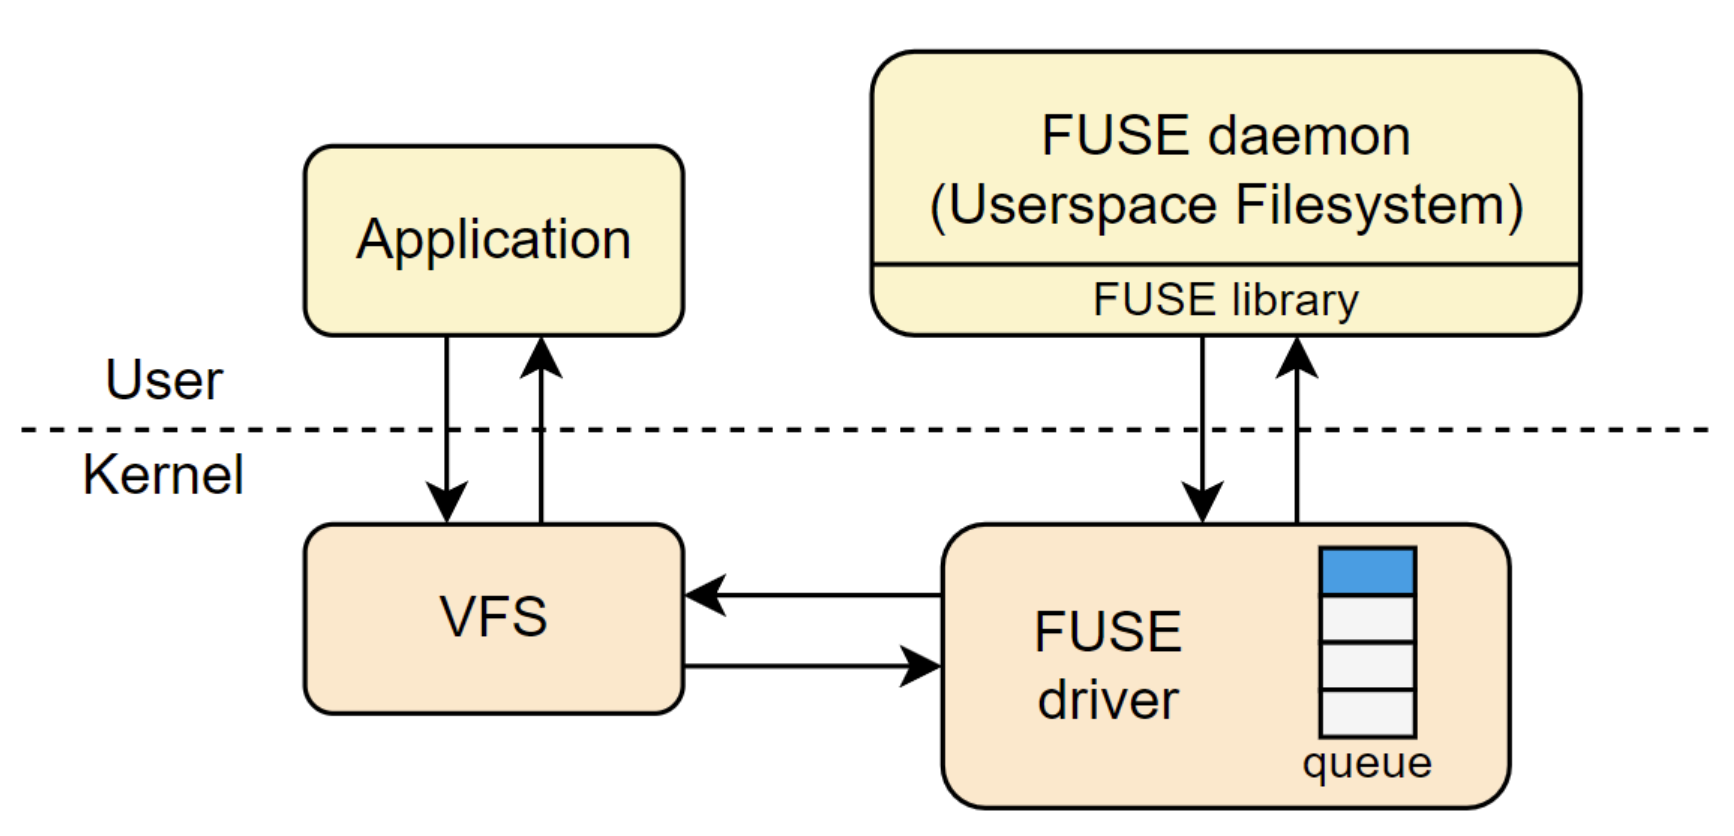 FUSE daemon
(Userspace Filesystem)
Application
FUSE library
User
Kernel
VFS
FUSE
driver
queue